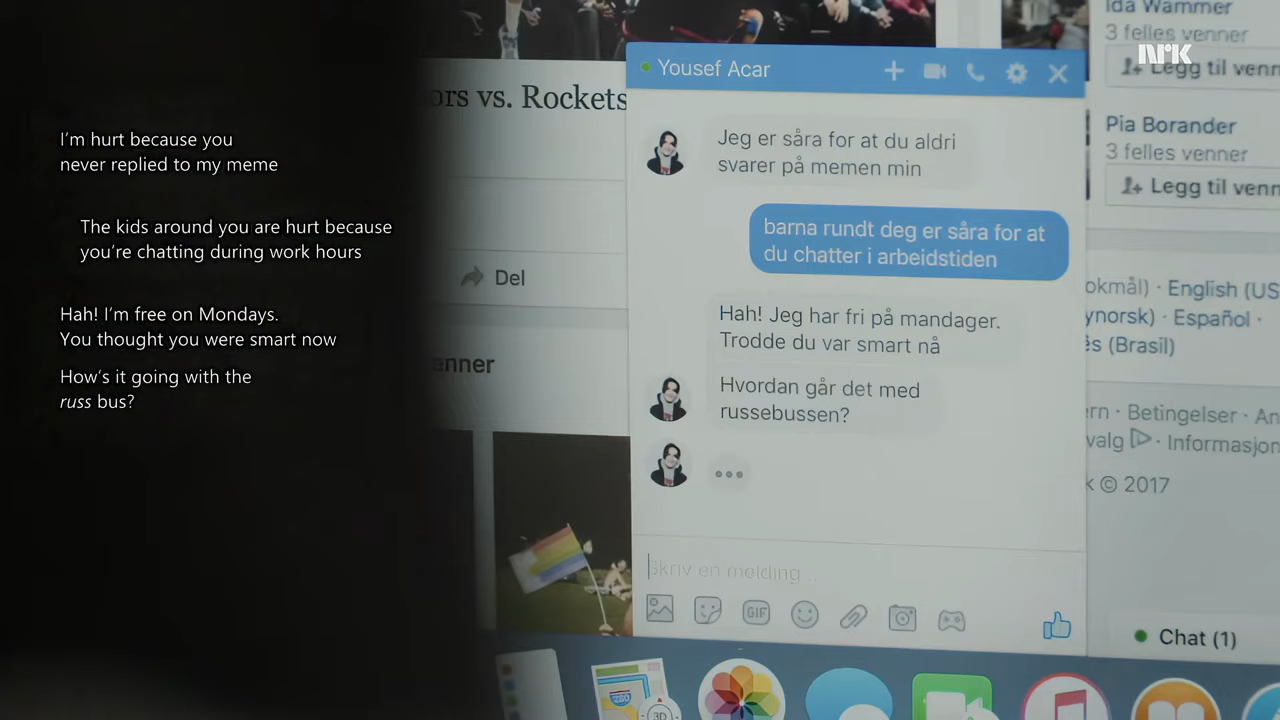 I'm hurt because you
never replied to my meme
The kids around you are hurt because
you're chatting during work hours
Hah! I'm free on Mondays.
You thought you were smart now
How's it going with the
russ bus?
ors vs. Rockets
Del
enner
Yousef Acar
Jeg er såra for at du aldri
svarer på memen min
barna rundt deg er såra for at
du chatter i arbeidstiden
Hah! Jeg har fri på mandager.
Trodde du var smart nå
Hvordan går det med
russebussen?
Skriv en melding ...
GIF
Ida Wammer
3 felles venner
NRK
Legg til venn
Pia Borander
3 felles venner
Legg til venn
okmål) · English (US
ynorsk) · Español ·
ês (Brasil)
rn · Betingelser · An
valg · Informasjon
k © 2017
Chat (1)
280
3D